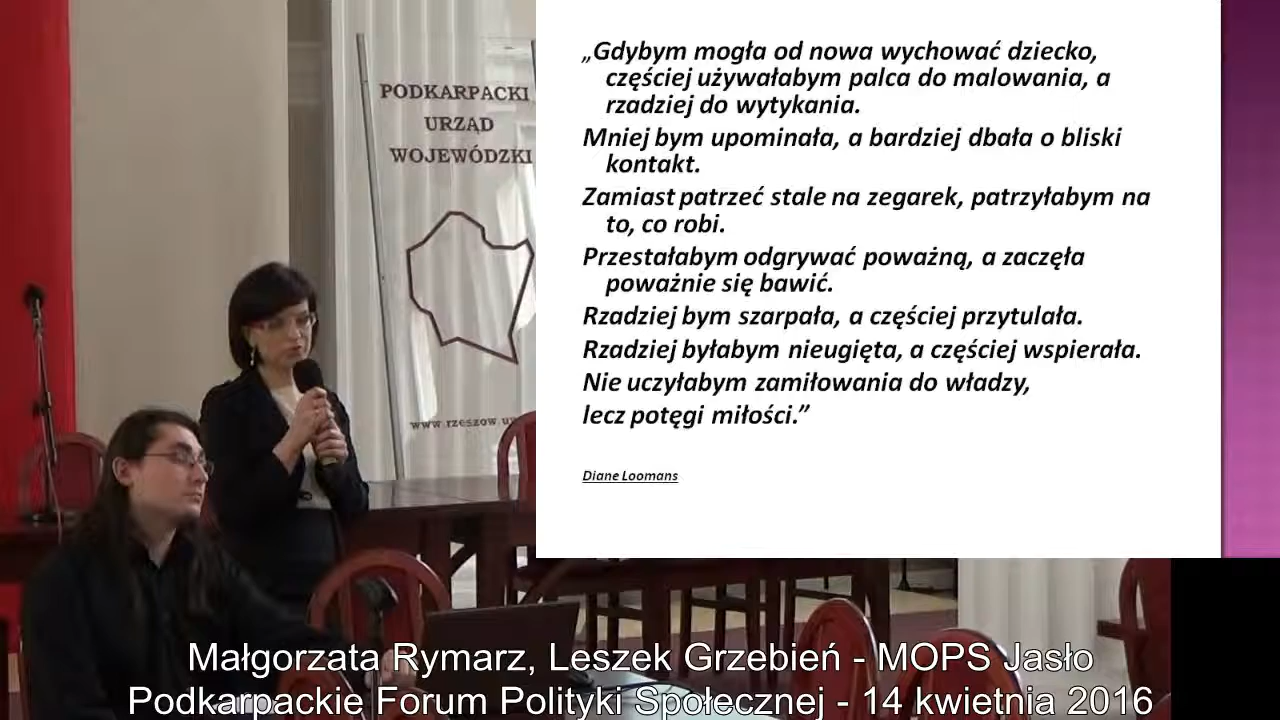 PODKARPACKI
URZĄD
WOJEWÓDZKI
www.rzeszow.uw
„Gdybym mogła od nowa wychować dziecko,
częściej używałabym palca do malowania, a
rzadziej do wytykania.
Mniej bym upominała, a bardziej dbała o bliski
kontakt.
Zamiast patrzeć stale na zegarek, patrzyłabym na
to, co robi.
Przestałabym odgrywać poważną, a zaczęła
poważnie się bawić.
Rzadziej bym szarpała, a częściej przytulała.
Rzadziej byłabym nieugięta, a częściej wspierała.
Nie uczyłabym zamiłowania do władzy,
lecz potęgi miłości.”
Diane Loomans
Małgorzata Rymarz, Leszek Grzebień - MOPS Jasło
Podkarpackie Forum Polityki Społecznej - 14 kwietnia 2016